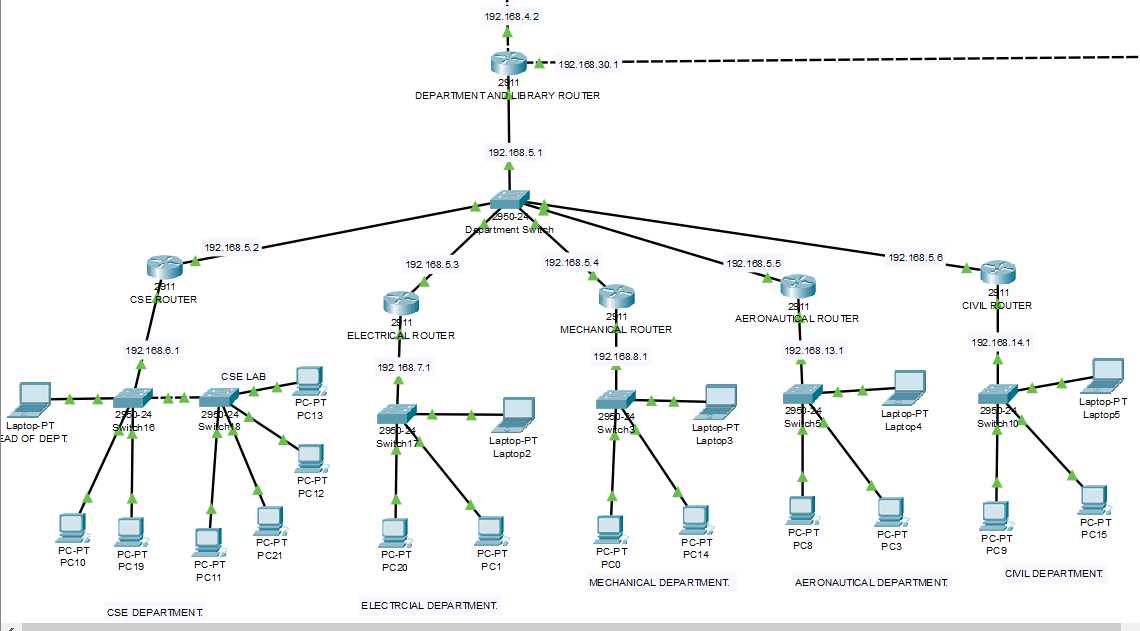 192.168.4.2
192.168.30.1
2911
DEPARTMENT AND LIBRARY ROUTER
192.168.5.1
2950-24
Department Switch
192.168.5.2
192.168.5.3
192.168.5.4
192.168.5.5
192.168.5.6
2911
CSE ROUTER
2911
ELECTRICAL ROUTER
2911
MECHANICAL ROUTER
2911
AERONAUTICAL ROUTER
2911
CIVIL ROUTER
192.168.6.1
192.168.7.1
192.168.8.1
192.168.13.1
192.168.14.1
CSE LAB
Laptop-PT
EAD OF DEPT.
2950-24
Switch16
2950-24
Switch18
PC-PT
PC13
PC-PT
PC12
2950-24
Switch17
Laptop-PT
Laptop2
2950-24
Switch3
Laptop-PT
Laptop3
2950-24
Switch5
Laptop-PT
Laptop4
2950-24
Switch10
Laptop-PT
Laptop5
PC-PT
PC10
PC-PT
PC19
PC-PT
PC11
PC-PT
PC21
PC-PT
PC20
PC-PT
PC1
PC-PT
PC0
PC-PT
PC14
PC-PT
PC8
PC-PT
PC3
PC-PT
PC9
PC-PT
PC15
CSE DEPARTMENT.
ELECTRCIAL DEPARTMENT.
MECHANICAL DEPARTMENT.
AERONAUTICAL DEPARTMENT.
CIVIL DEPARTMENT.